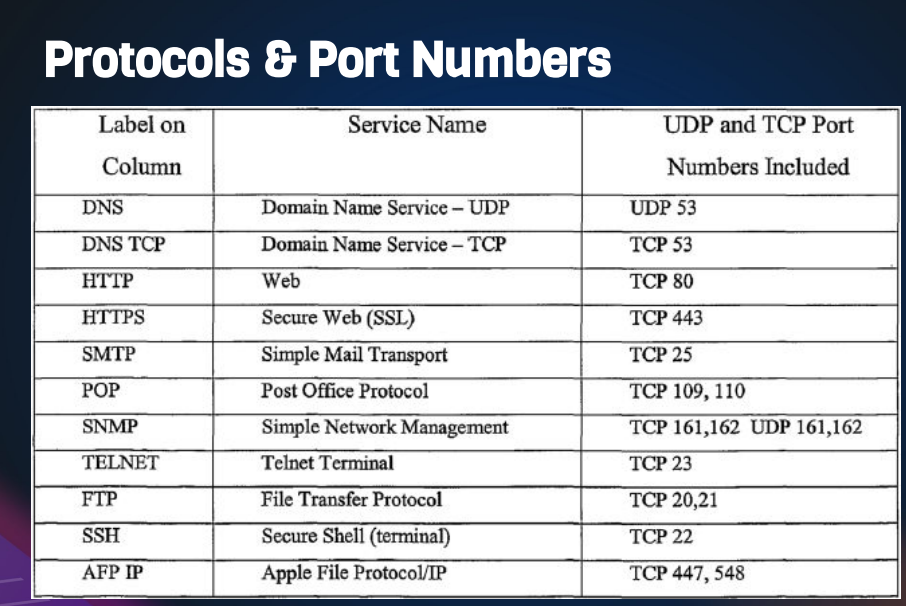 Protocols & Port Numbers
Label on Column Service Name UDP and TCP Port Numbers Included
DNS Domain Name Service – UDP UDP 53
DNS TCP Domain Name Service – TCP TCP 53
HTTP Web TCP 80
HTTPS Secure Web (SSL) TCP 443
SMTP Simple Mail Transport TCP 25
POP Post Office Protocol TCP 109, 110
SNMP Simple Network Management TCP 161,162 UDP 161,162
TELNET Telnet Terminal TCP 23
FTP File Transfer Protocol TCP 20,21
SSH Secure Shell (terminal) TCP 22
AFP IP Apple File Protocol/IP TCP 447, 548